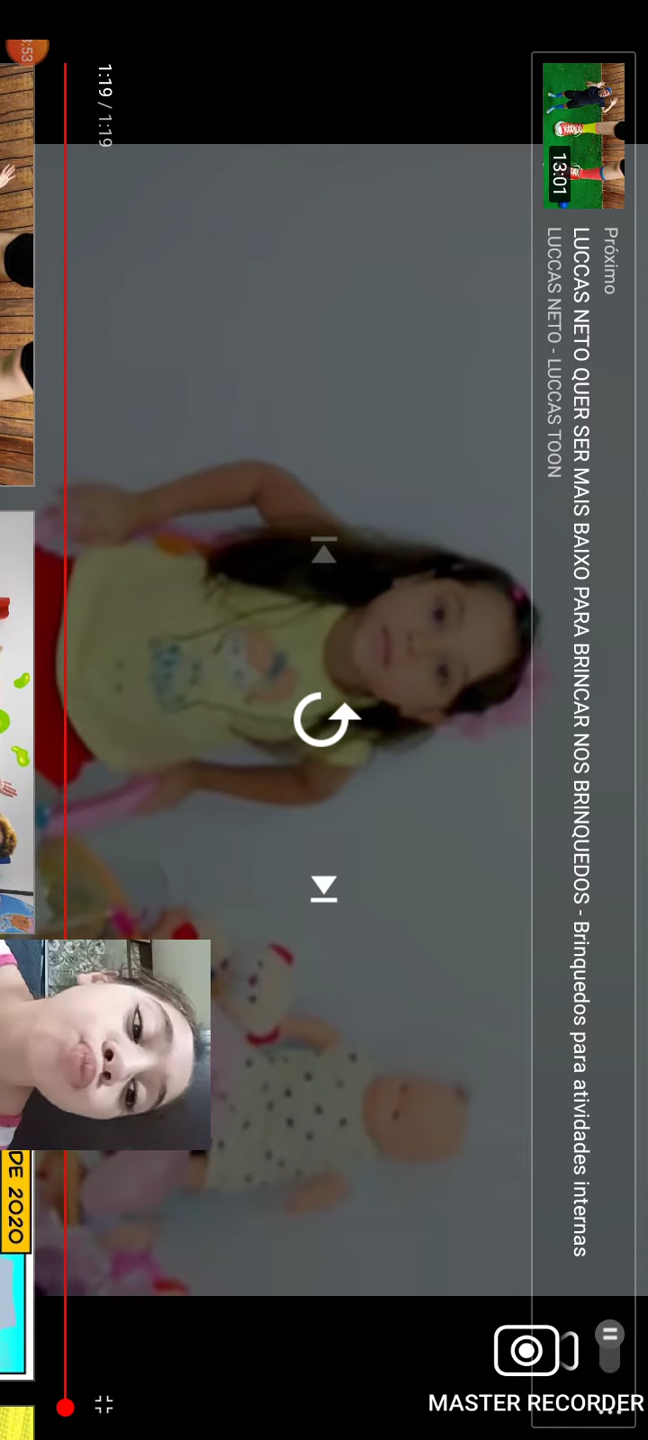 Próximo
LUCCAS NETO QUER SER MAIS BAIXO PARA BRINCAR NOS BRINQUEDOS - Brinquedos para atividades internas
LUCCAS NETO - LUCCAS TOON
13:01
1:19 / 1:19
:53
DE 2020
MASTER RECORDER